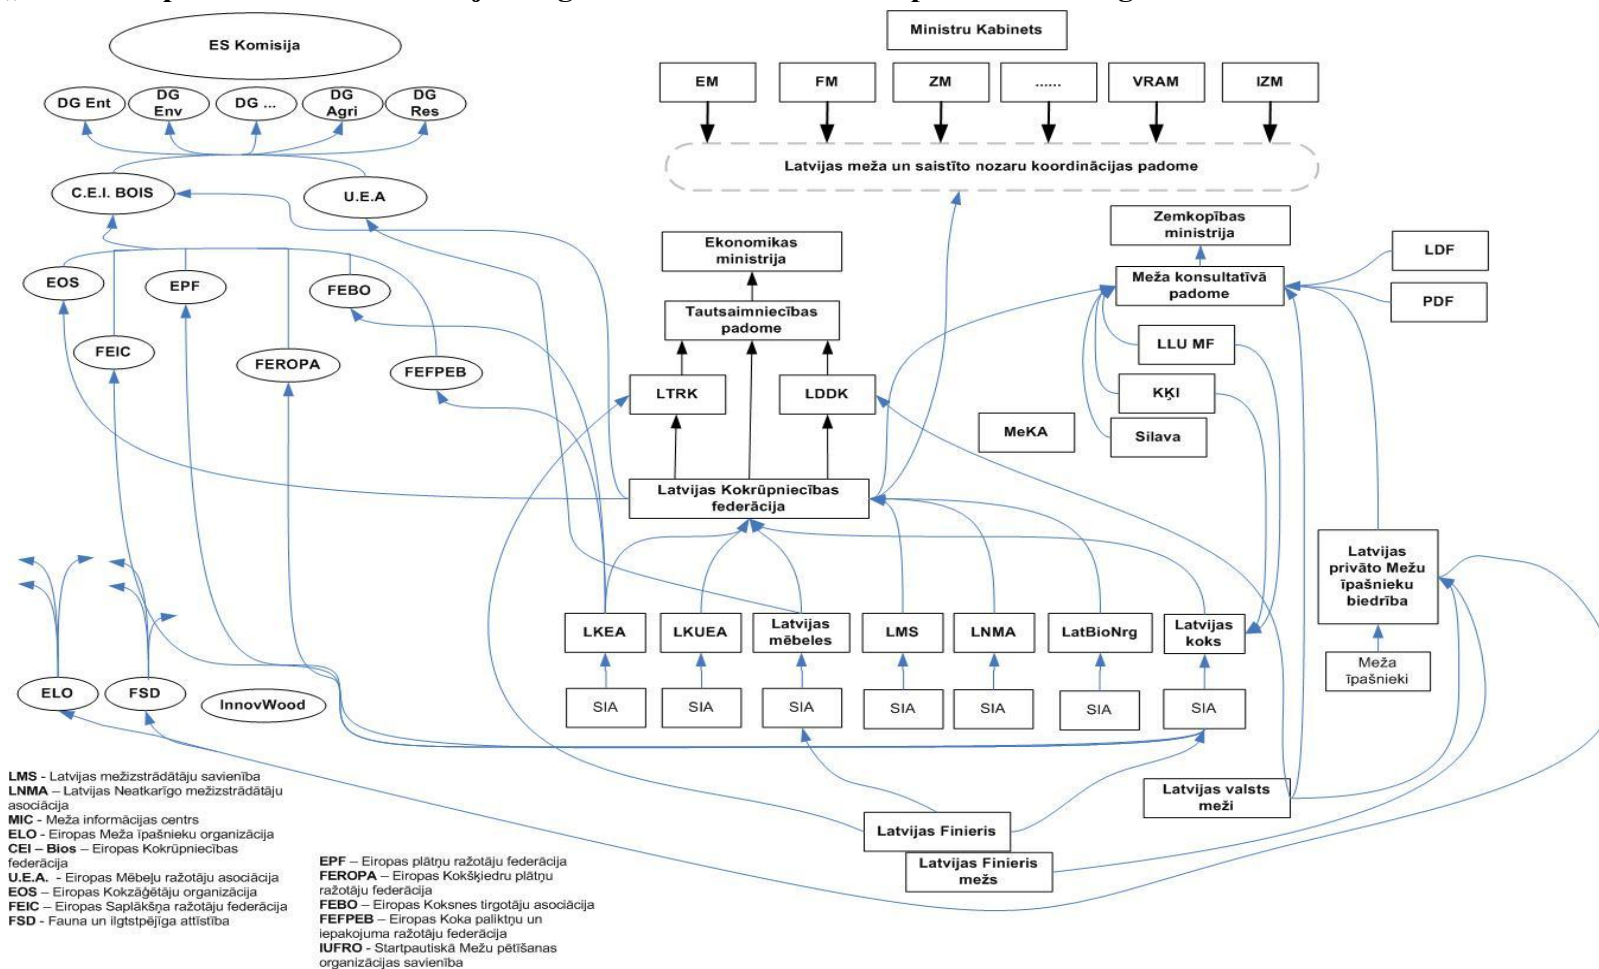 ES Komisija
Ministru Kabinets
DG Ent
DG
Env
DG ...
DG
Agri
DG
Res
EM
FM
ZM
......
VRAM
IZM
Latvijas meža un saistīto nozaru koordinācijas padome
C.E.I. BOIS
U.E.A
Zemkopības
ministrija
LDF
Ekonomikas
ministrija
Meža konsultatīvā
padome
PDF
EOS
EPF
FEBO
Tautsaimniecības
padome
FEIC
FEROPA
FEFPEB
LLU MF
LTRK
LDDK
KĶI
MeKA
Silava
Latvijas Kokrūpniecības
federācija
Latvijas
privāto Mežu
īpašnieku
biedrība
LKEA
LKUEA
Latvijas
mēbeles
LMS
LNMA
LatBioNrg
Latvijas
koks
Meža
īpašnieki
ELO
FSD
InnovWood
SIA
SIA
SIA
SIA
SIA
SIA
SIA
Latvijas valsts
meži
Latvijas Finieris
Latvijas Finieris
mežs
LMS - Latvijas mežizstrādātāju savienība
LNMA – Latvijas Neatkarīgo mežizstrādātāju
asociācija
MIC – Meža informācijas centrs
ELO - Eiropas Meža īpašnieku organizācija
CEI – Bios – Eiropas Kokrūpniecības
federācija
U.E.A. - Eiropas Mēbeļu ražotāju asociācija
EOS – Eiropas Kokzāģētāju organizācija
FEIC – Eiropas Saplākšņa ražotāju federācija
FSD - Fauna un ilgtstpējīga attīstība
EPF – Eiropas plātņu ražotāju federācija
FEROPA – Eiropas Kokšķiedru plātņu
ražotāju federācija
FEBO – Eiropas Koksnes tirgotāju asociācija
FEFPEB – Eiropas Koka paliktņu un
iepakojuma ražotāju federācija
IUFRO - Startpautiskā Mežu pētīšanas
organizācijas savienība